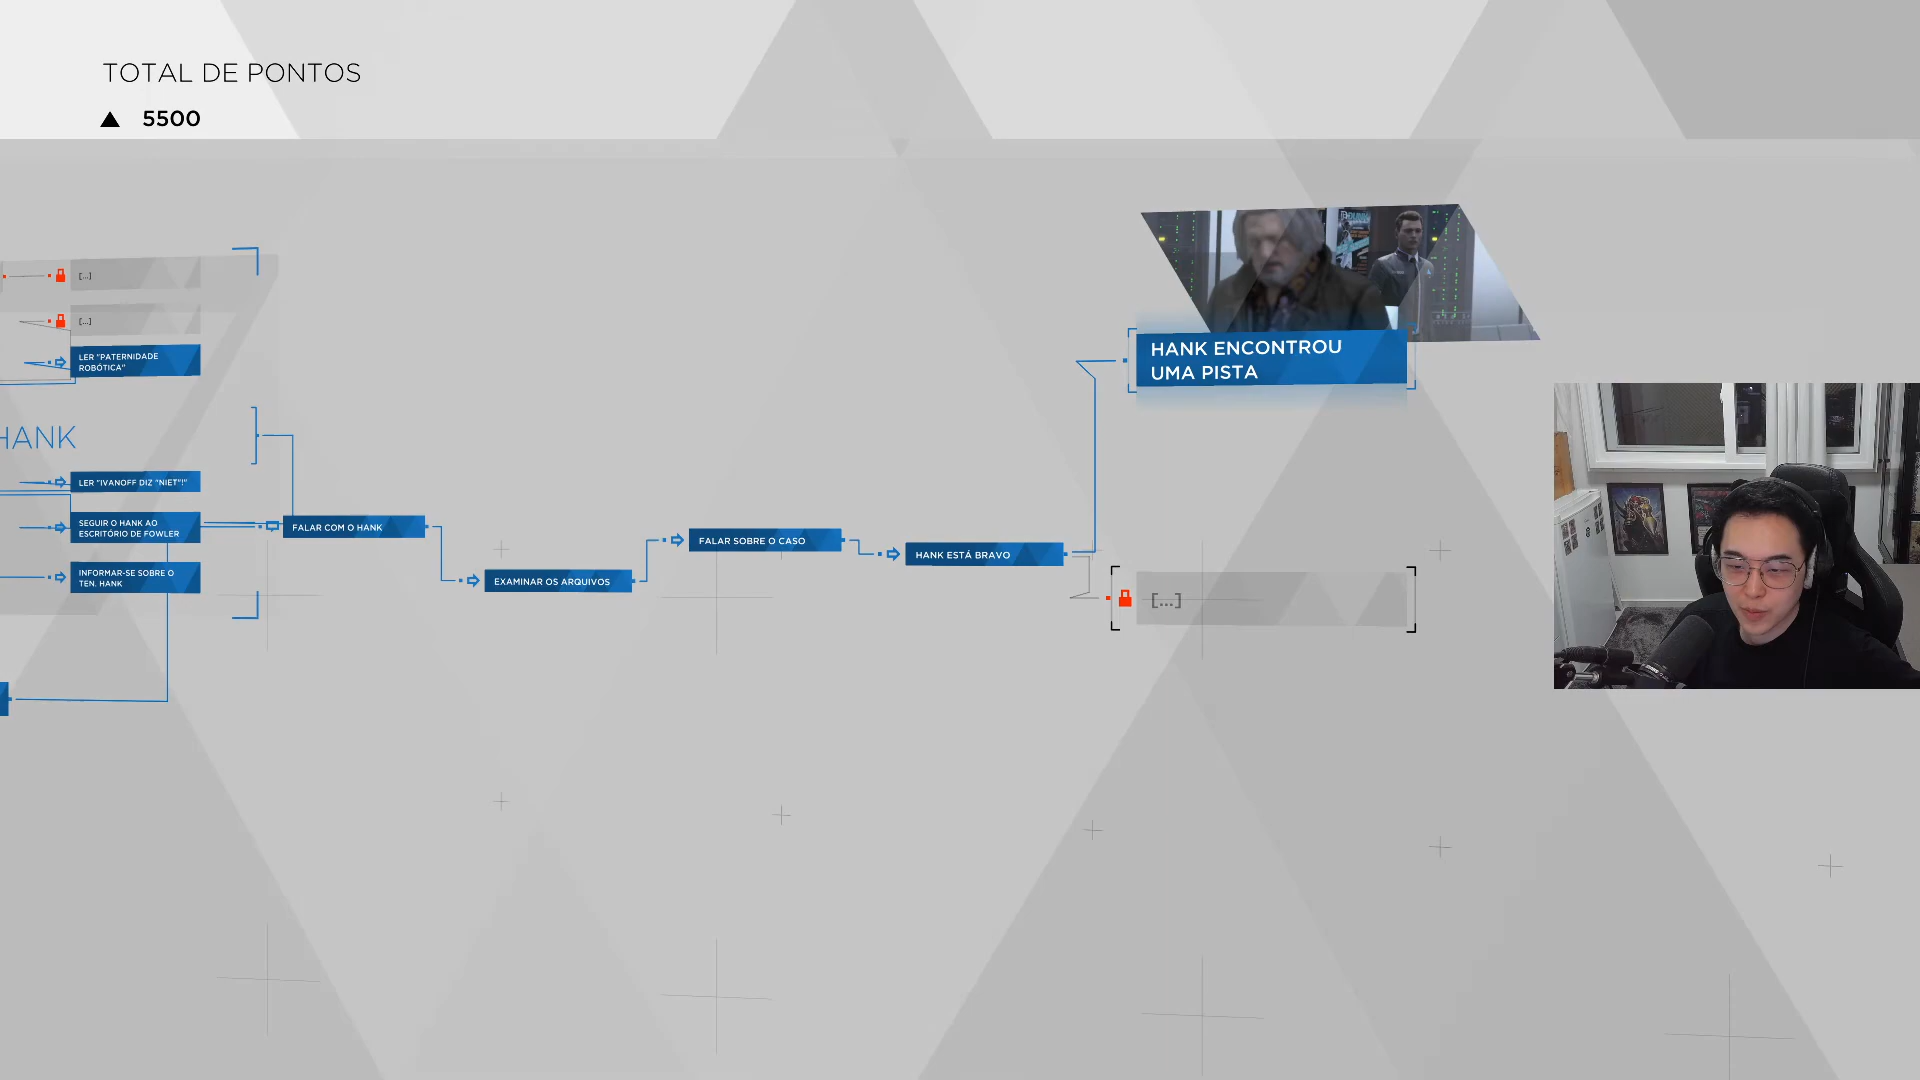 TOTAL DE PONTOS
5500
[...]
[...]
LER "PATERNIDADE
ROBÓTICA"
HANK
LER "IVANOFF DIZ "NIET"!"
SEGUIR O HANK AO
ESCRITÓRIO DE FOWLER
INFORMAR-SE SOBRE O
TEN. HANK
FALAR COM O HANK
EXAMINAR OS ARQUIVOS
FALAR SOBRE O CASO
HANK ESTÁ BRAVO
HANK ENCONTROU
UMA PISTA
[...]